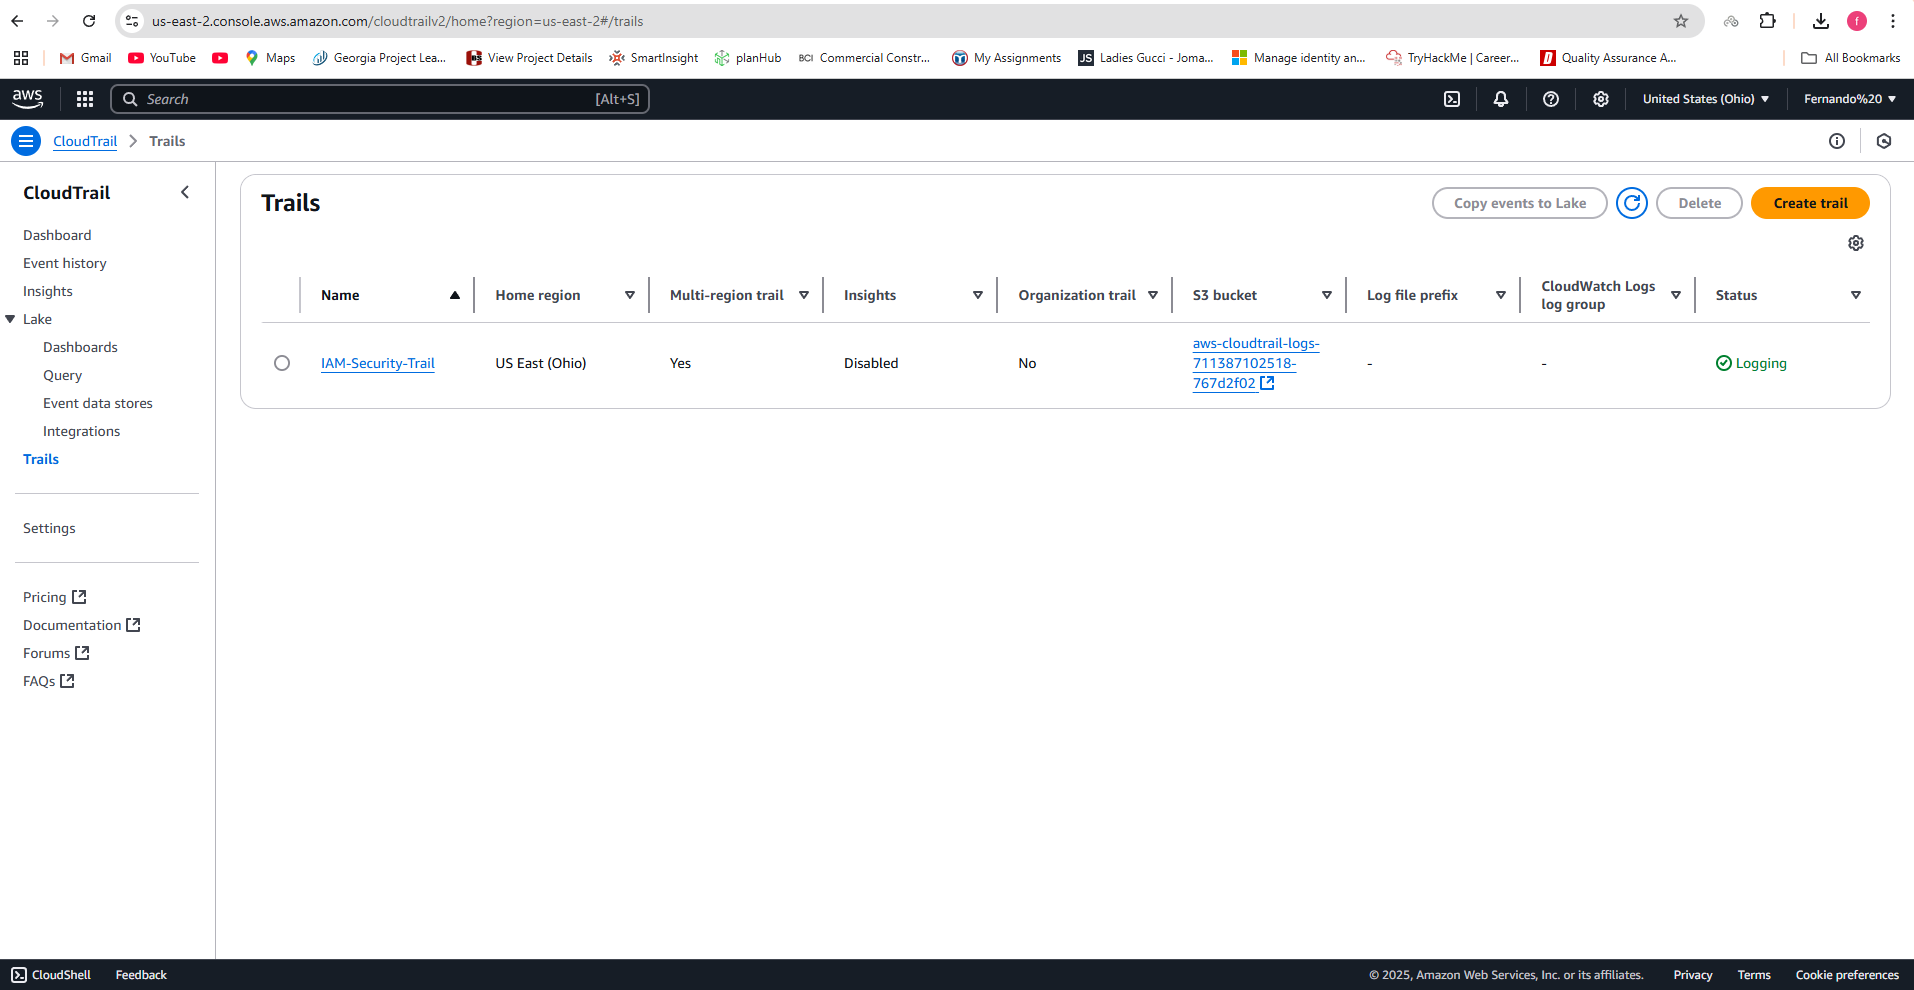 us-east-2.console.aws.amazon.com/cloudtrailv2/home?region=us-east-2#/trails
f
Gmail YouTube Maps Georgia Project Lea... View Project Details SmartInsight planHub BCI Commercial Constr... My Assignments JS Ladies Gucci - Joma... Manage identity an... TryHackMe | Career... Quality Assurance A... All Bookmarks
aws Search [Alt+S] United States (Ohio) Fernando%20
CloudTrail Trails
CloudTrail
Dashboard
Event history
Insights
Lake
Dashboards
Query
Event data stores
Integrations
Trails
Settings
Pricing
Documentation
Forums
FAQs
Trails
Copy events to Lake Delete Create trail
Name Home region Multi-region trail Insights Organization trail S3 bucket Log file prefix CloudWatch Logs
log group Status
IAM-Security-Trail US East (Ohio) Yes Disabled No aws-cloudtrail-logs-
711387102518-
767d2f02 - - Logging
CloudShell Feedback © 2025, Amazon Web Services, Inc. or its affiliates. Privacy Terms Cookie preferences